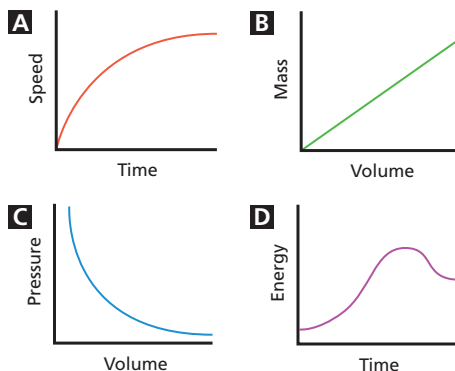 A
Speed
Time
B
Mass
Volume
C
Pressure
Volume
D
Energy
Time